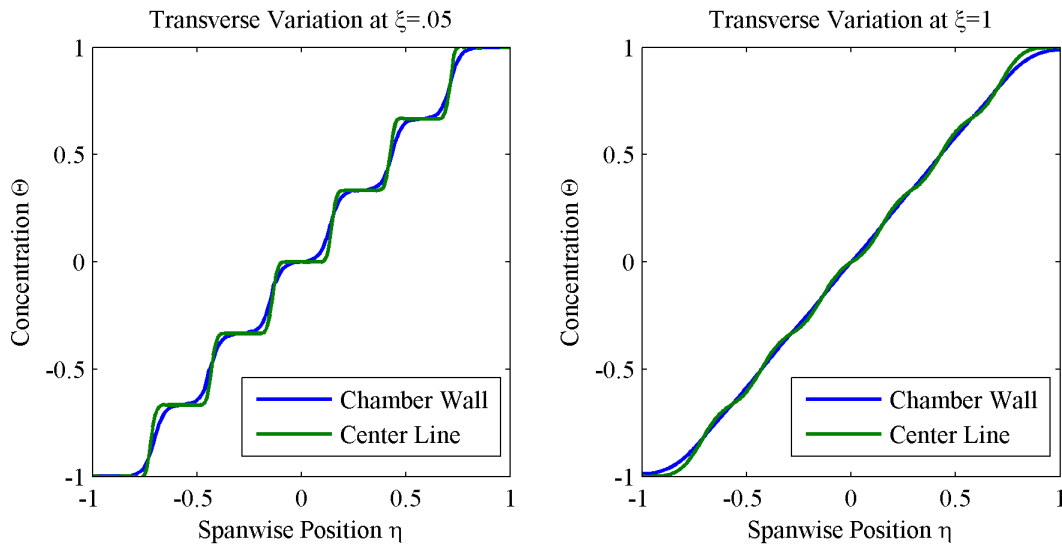 Transverse Variation at ξ=.05
1
0.5
0
-0.5
-1
-1
-0.5
0
0.5
1
Concentration Θ
Spanwise Position η
Chamber Wall
Center Line
Transverse Variation at ξ=1
1
0.5
0
-0.5
-1
-1
-0.5
0
0.5
1
Concentration Θ
Spanwise Position η
Chamber Wall
Center Line